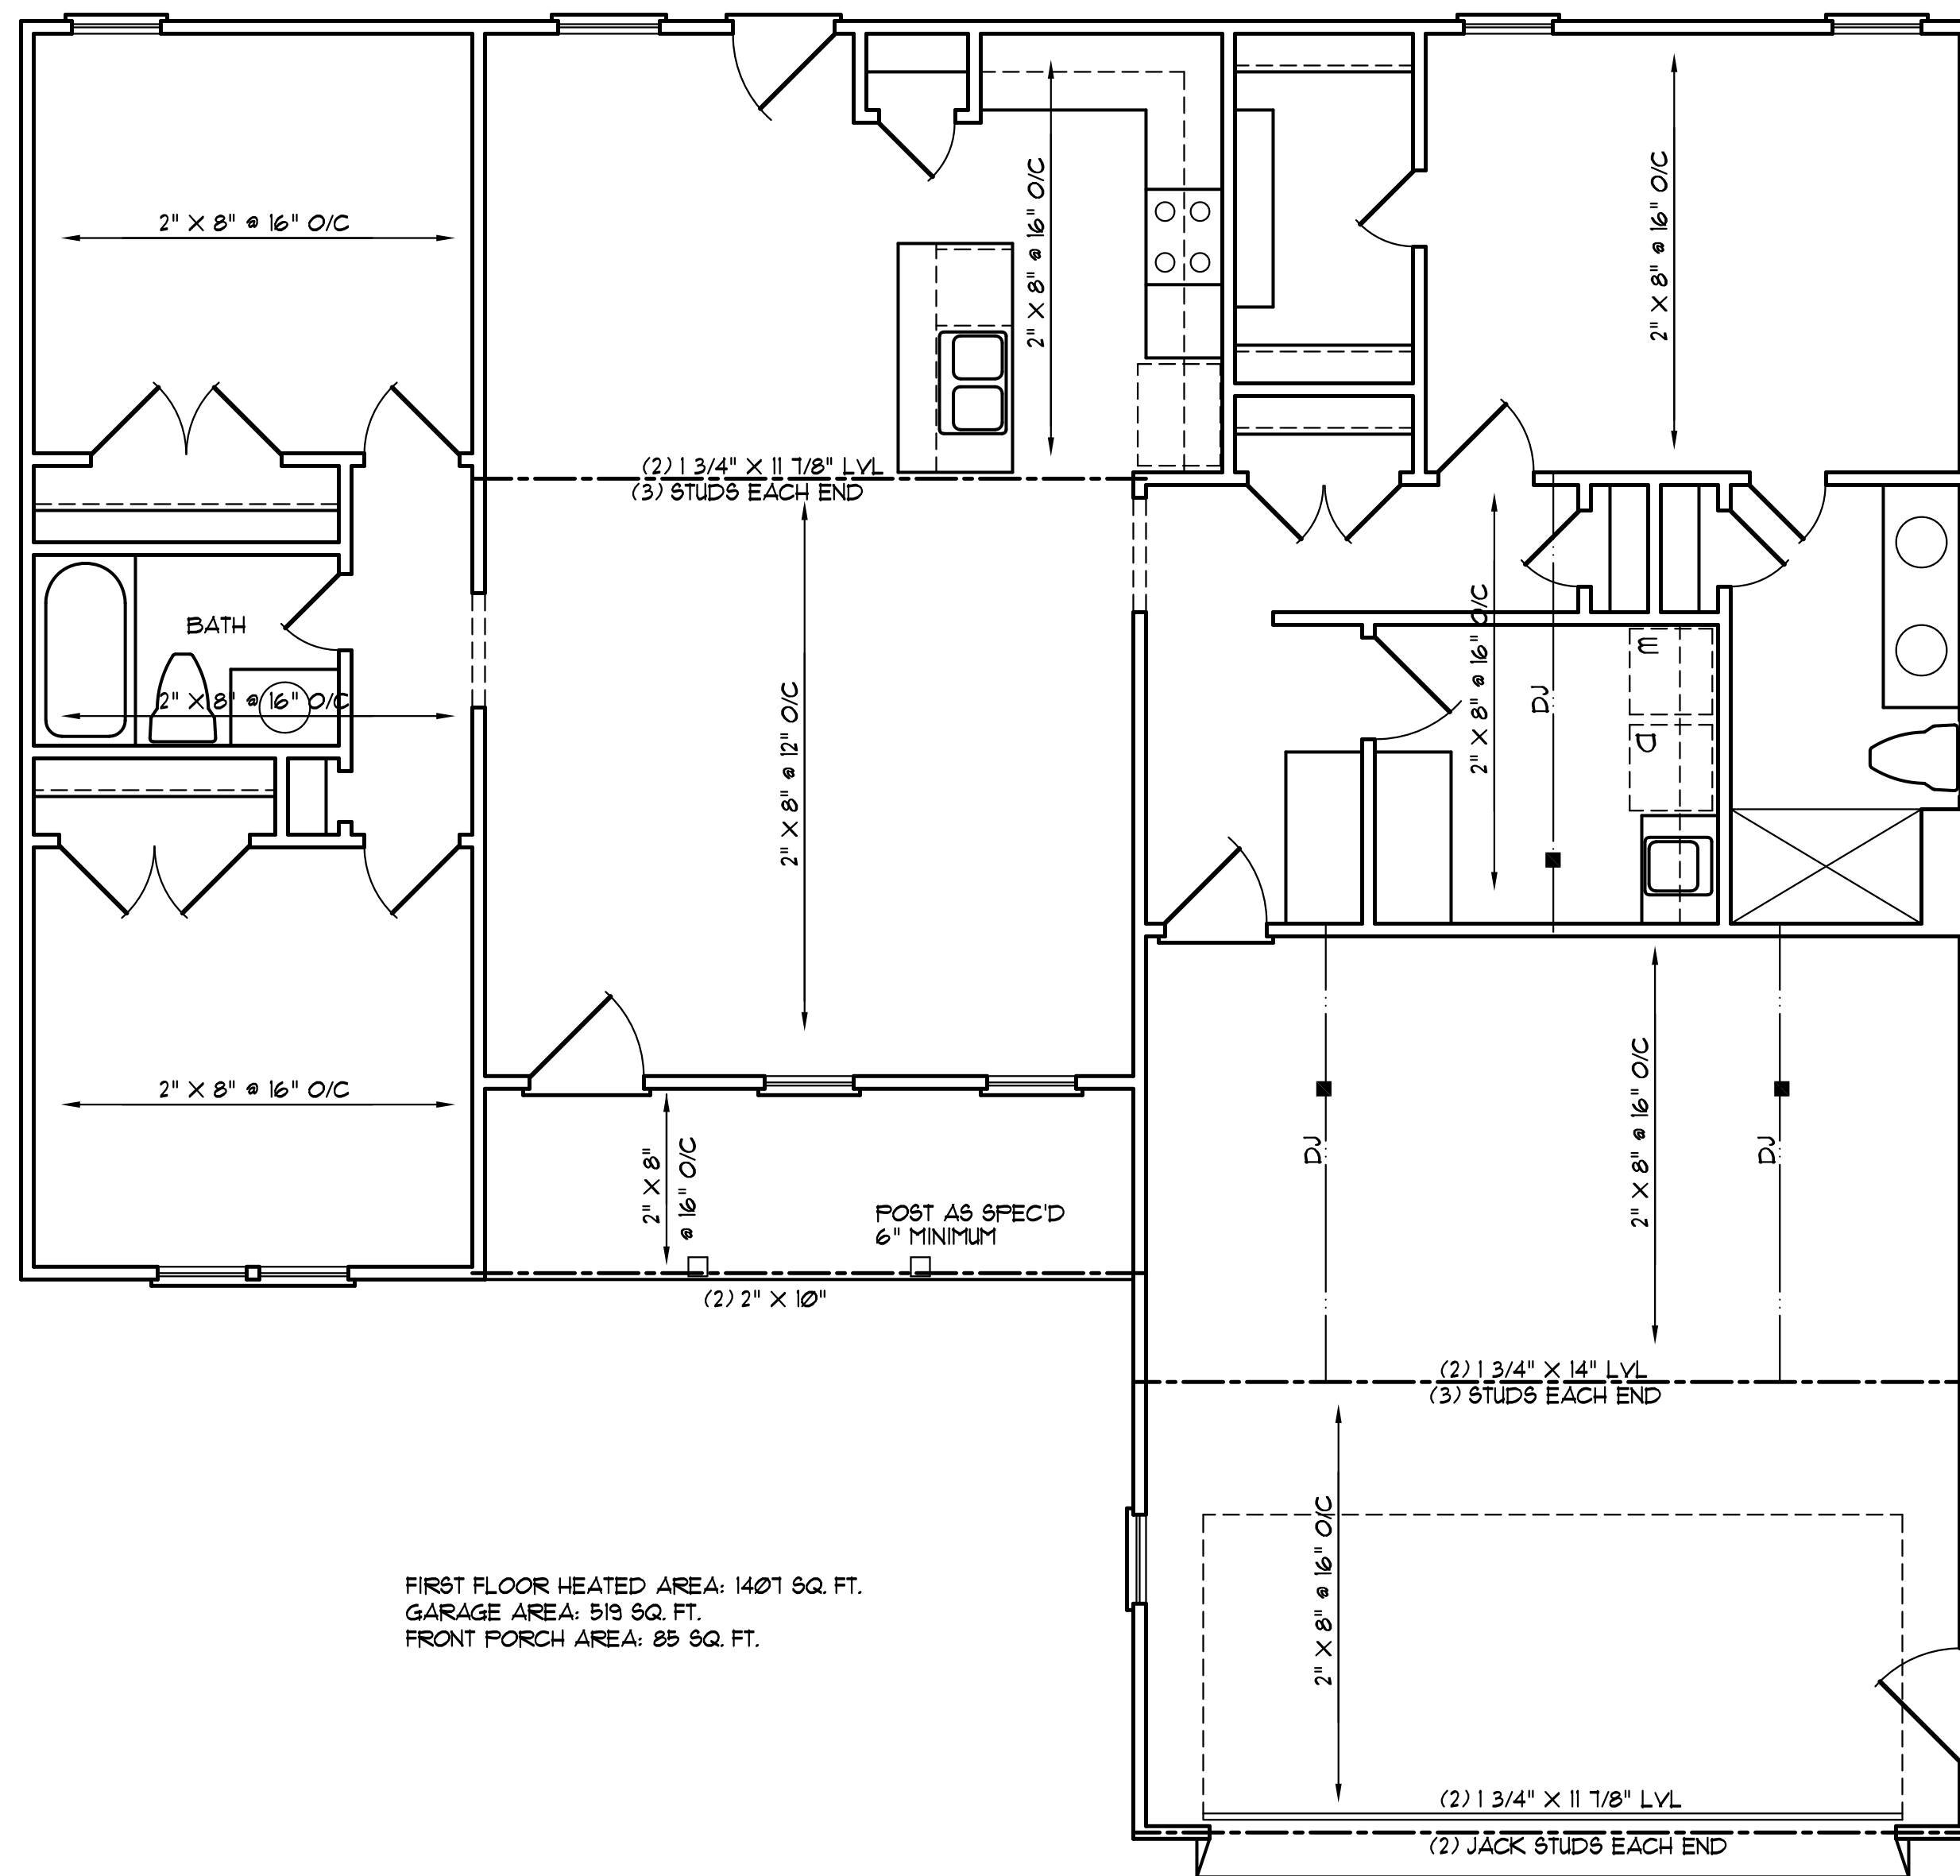 2" X 8" @ 16" O/C
2" X 8" @ 16" O/C
2" X 8" @ 16" O/C
(2) 1 3/4" X 11 7/8" LVL
(3) STUDS EACH END
BATH
2" X 8" @ 16" O/C
2" X 8" @ 12" O/C
2" X 8" @ 16" O/C
DJ
W
D
2" X 8" @ 16" O/C
2" X 8"
@ 16" O/C
POST AS SPEC'D
6" MINIMUM
(2) 2" X 10"
DJ
2" X 8" @ 16" O/C
DJ
(2) 1 3/4" X 14" LVL
(3) STUDS EACH END
2" X 8" @ 16" O/C
FIRST FLOOR HEATED AREA: 1407 SQ. FT.
GARAGE AREA: 519 SQ. FT.
FRONT PORCH AREA: 85 SQ. FT.
(2) 1 3/4" X 11 7/8" LVL
(2) JACK STUDS EACH END